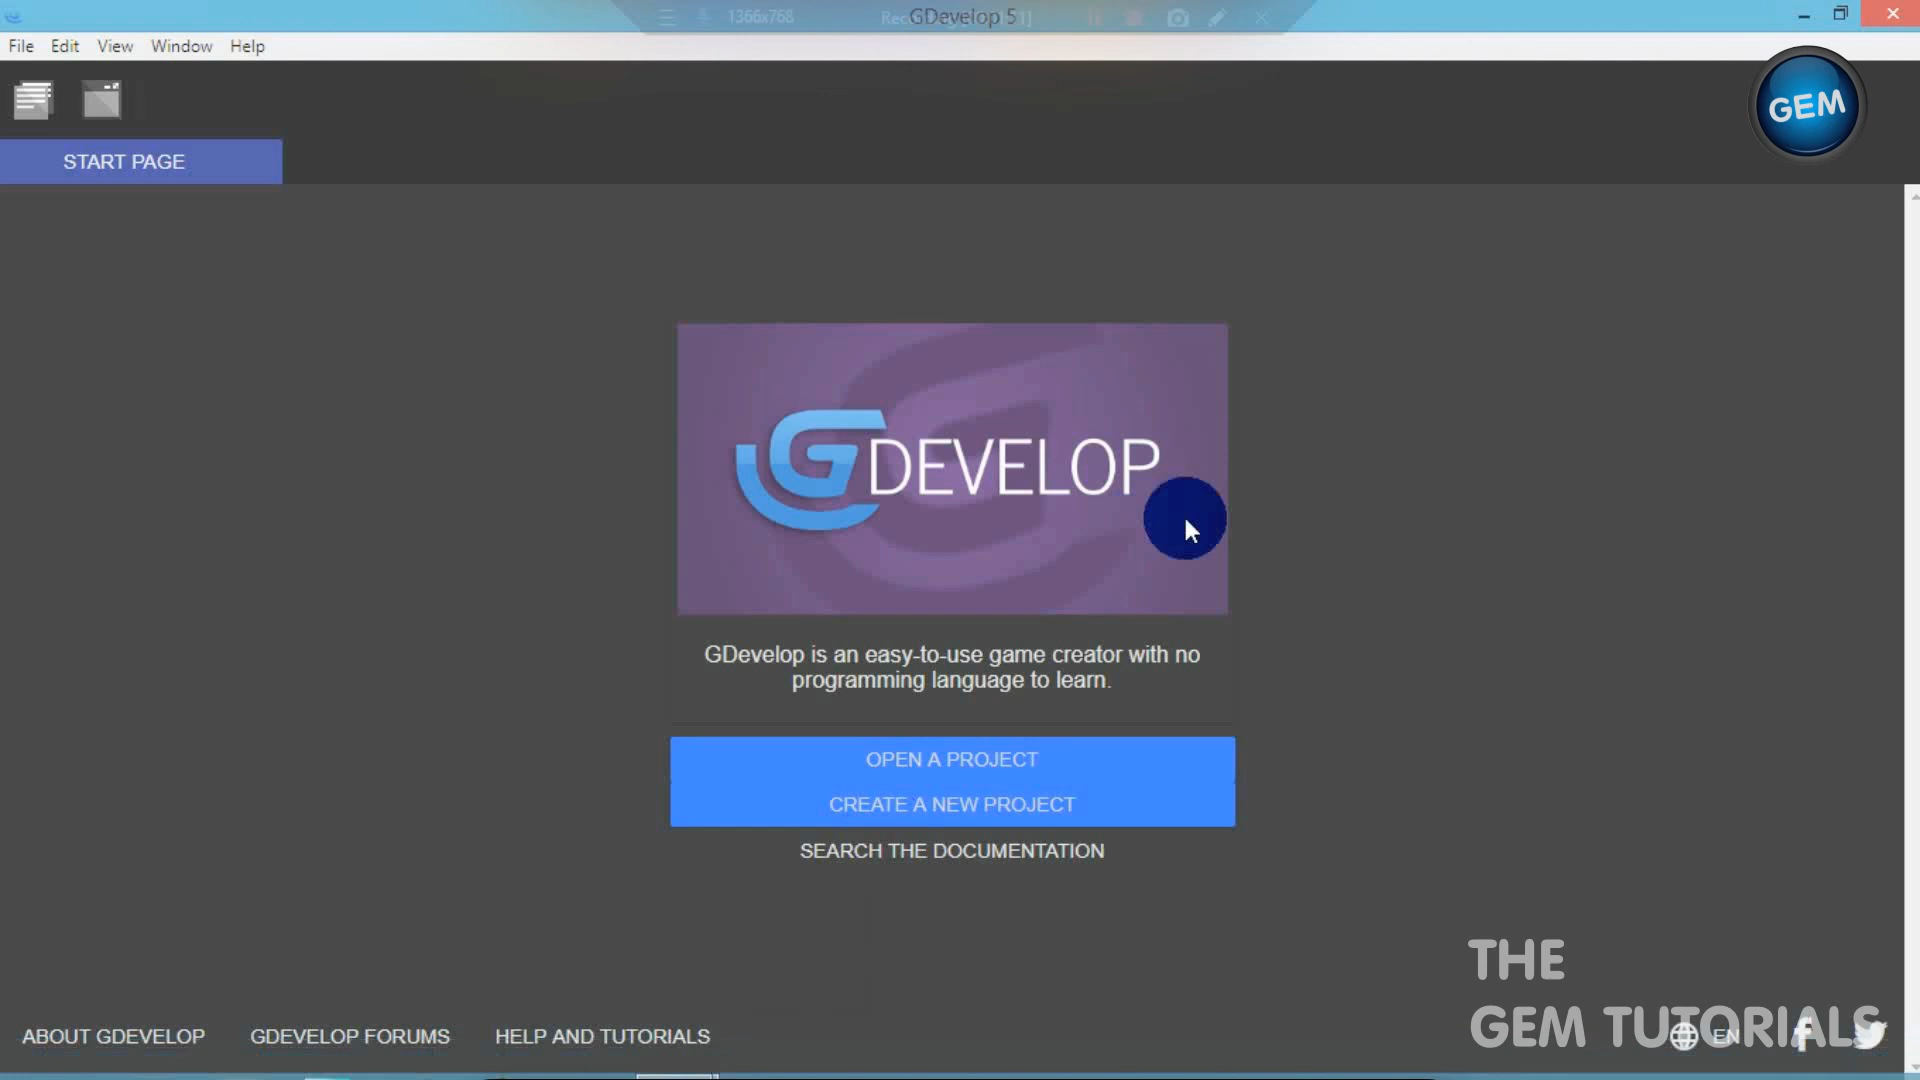 1366x768
GDevelop 5
File Edit View Window Help
GEM
START PAGE
GDEVELOP
GDevelop is an easy-to-use game creator with no
programming language to learn.
OPEN A PROJECT
CREATE A NEW PROJECT
SEARCH THE DOCUMENTATION
THE
GEM TUTORIALS
ABOUT GDEVELOP GDEVELOP FORUMS HELP AND TUTORIALS EN